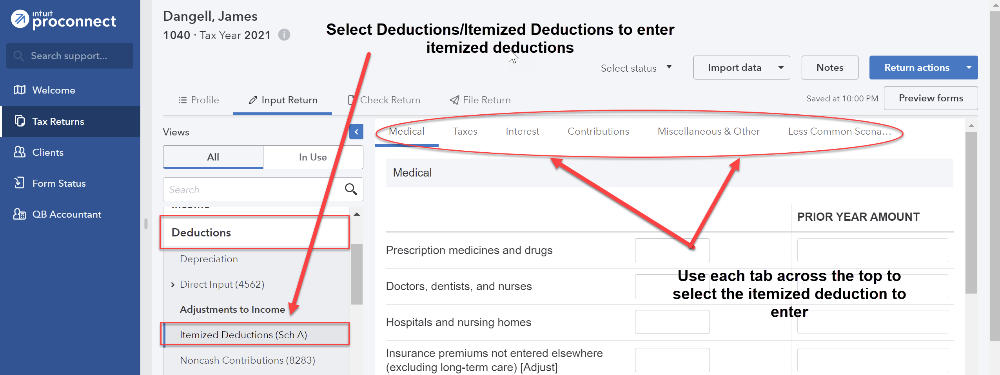 intuit
proconnect
Search support...
Welcome
Tax Returns
Clients
Form Status
QB Accountant
Dangell, James
1040 · Tax Year 2021
i
Select Deductions/Itemized Deductions to enter
itemized deductions
Select status
Import data
Notes
Return actions
Profile
Input Return
Check Return
File Return
Saved at 10:00 PM
Preview forms
Views
All
In Use
Search
Income
Deductions
Depreciation
Direct Input (4562)
Adjustments to Income
Itemized Deductions (Sch A)
Noncash Contributions (8283)
Medical
Taxes
Interest
Contributions
Miscellaneous & Other
Less Common Scena...
Medical
PRIOR YEAR AMOUNT
Prescription medicines and drugs
Doctors, dentists, and nurses
Hospitals and nursing homes
Insurance premiums not entered elsewhere
(excluding long-term care) [Adjust]
Use each tab across the top to
select the itemized deduction to
enter